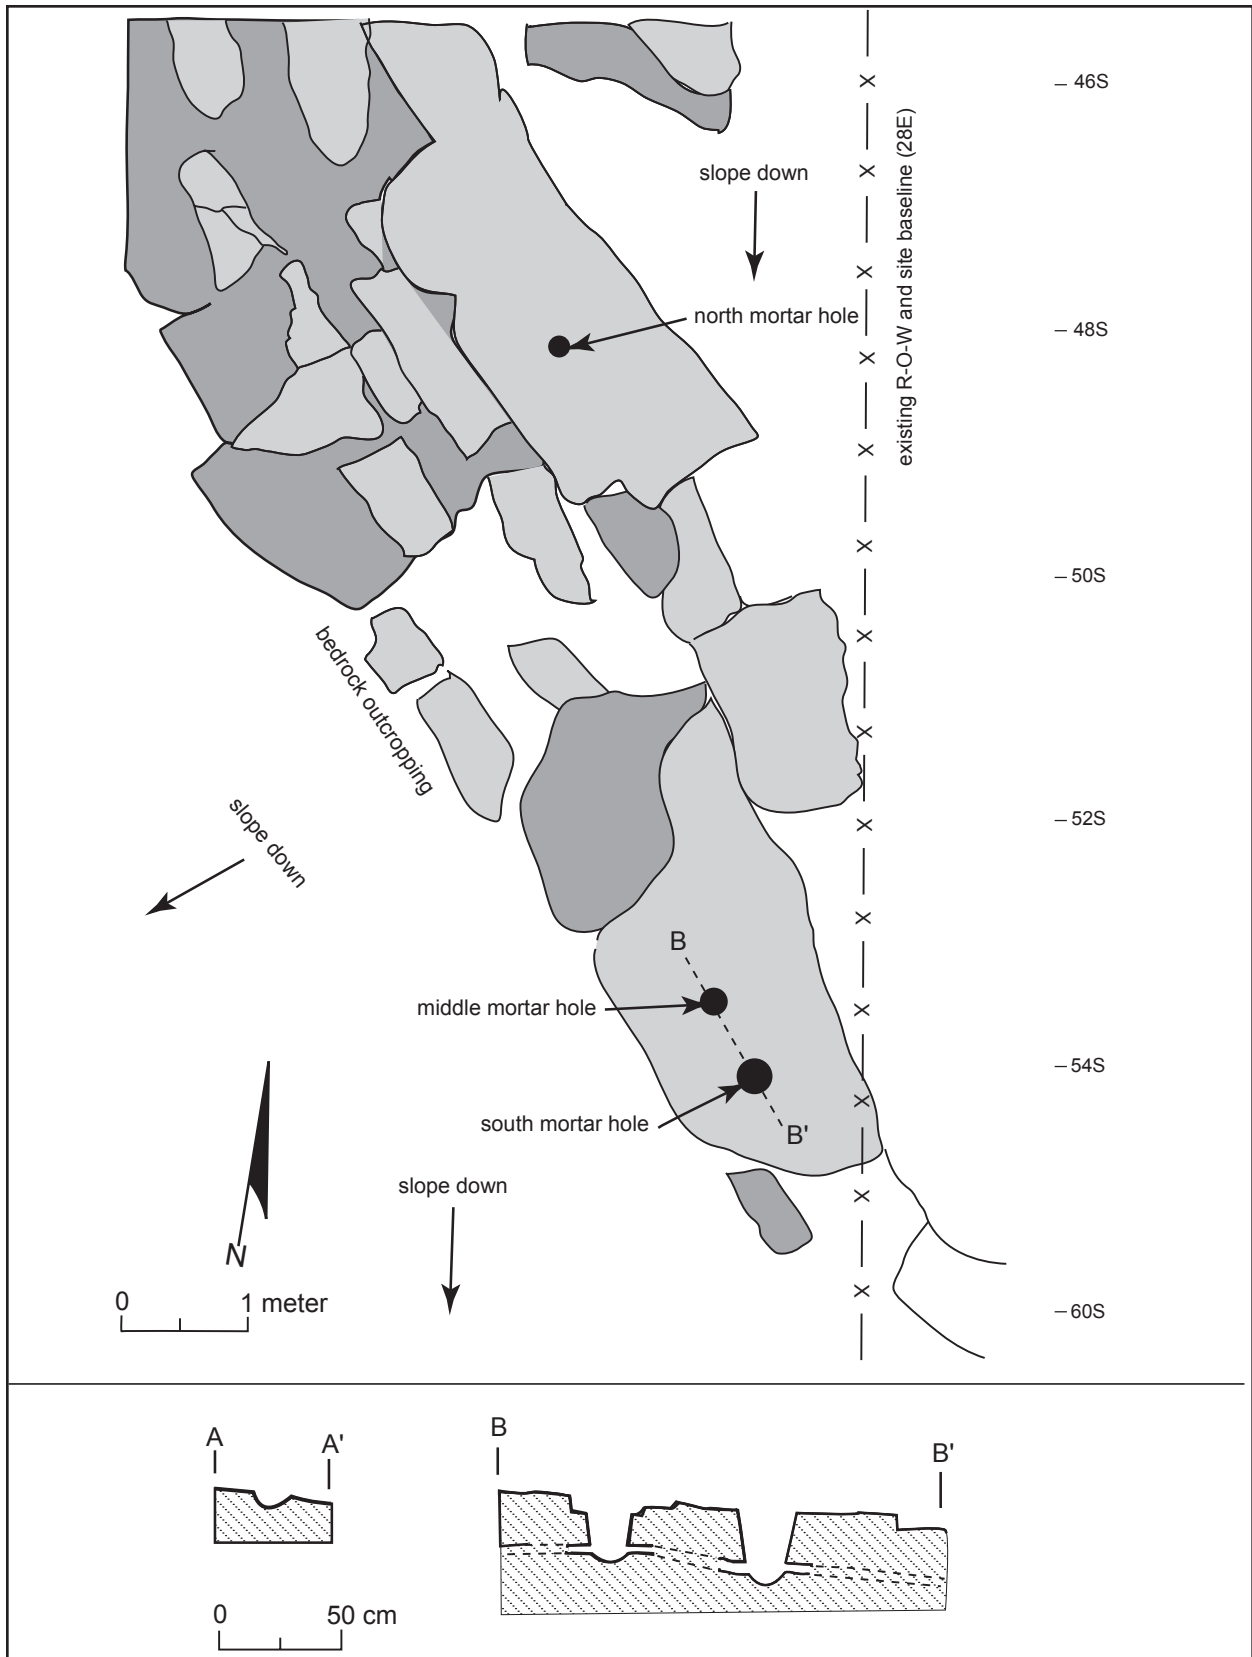 – 46S
existing R-O-W and site baseline (28E)
slope down
north mortar hole
– 48S
– 50S
bedrock outcropping
– 52S
slope down
B
middle mortar hole
– 54S
south mortar hole
B'
slope down
N
0 1 meter
– 60S
X
X
X
X
X
X
X
X
X
X
X
X
X
X
A A'
B B'
0 50 cm